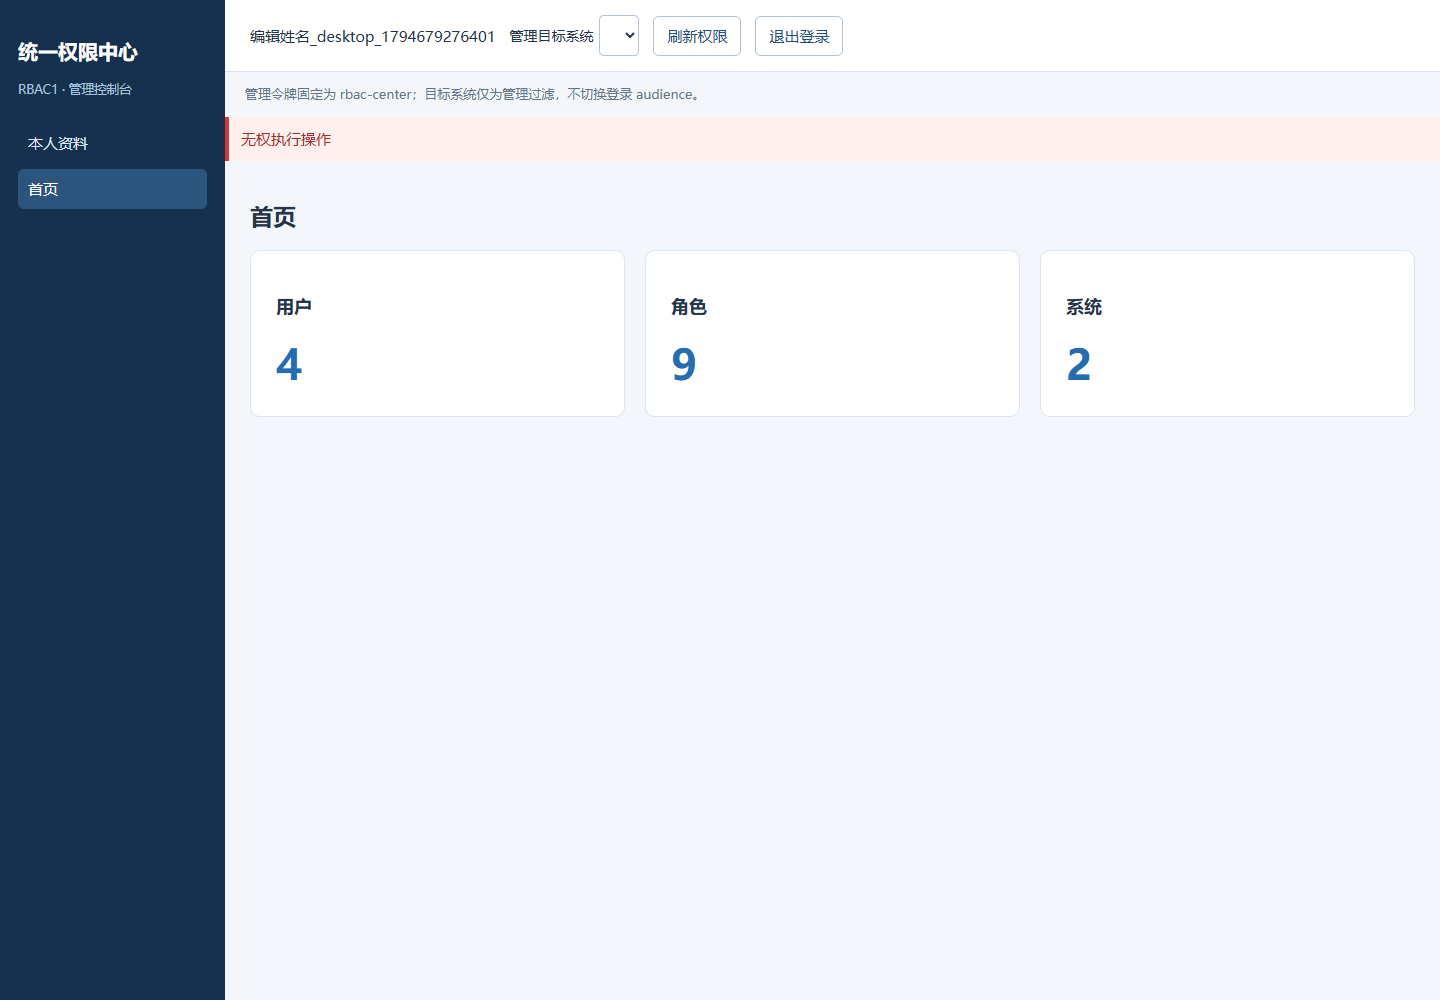 统一权限中心
RBAC1 · 管理控制台
本人资料
首页
编辑姓名_desktop_1794679276401 管理目标系统 刷新权限 退出登录
管理令牌固定为 rbac-center；目标系统仅为管理过滤，不切换登录 audience。
无权执行操作
首页
用户
4
角色
9
系统
2